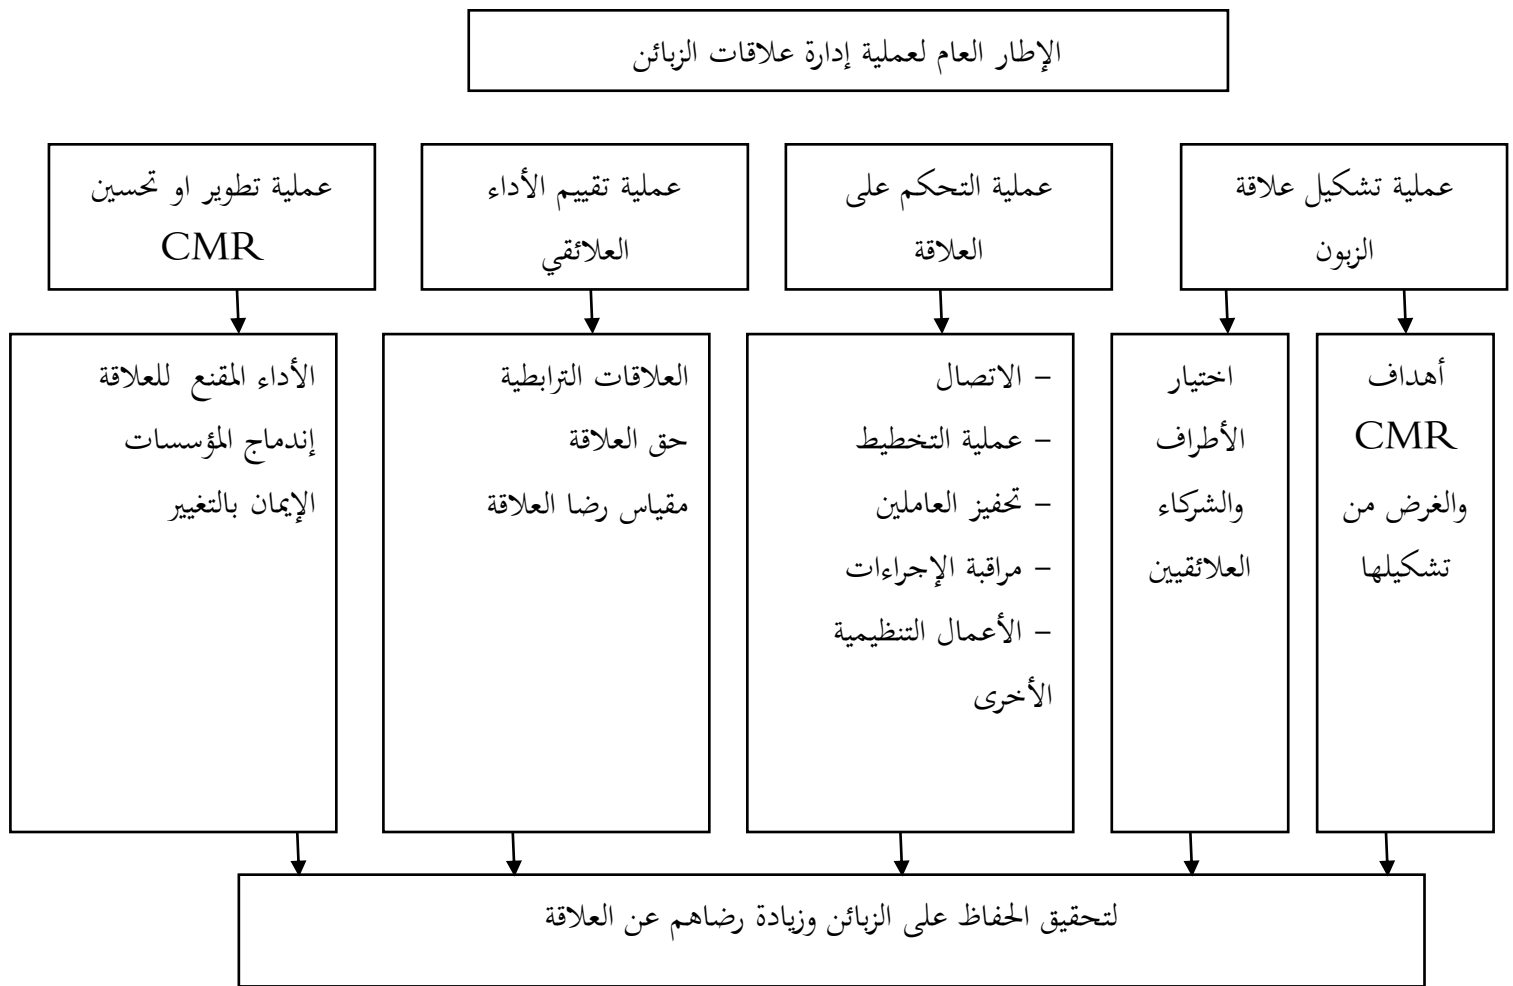 الإطار العام لعملية إدارة علاقات الزبائن
عملية تشكيل علاقة
الزبون
عملية التحكم على
العلاقة
عملية تقييم الأداء
العلائقي
عملية تطوير او تحسين
CMR
أهداف
CMR
والغرض من
تشكيلها
اختيار
الأطراف
والشركاء
العلائقيين
– الاتصال
– عملية التخطيط
– تحفيز العاملين
– مراقبة الإجراءات
– الأعمال التنظيمية
الأخرى
العلاقات الترابطية
حق العلاقة
مقياس رضا العلاقة
الأداء المقنع للعلاقة
إندماج المؤسسات
الإيمان بالتغيير
لتحقيق الحفاظ على الزبائن وزيادة رضاهم عن العلاقة